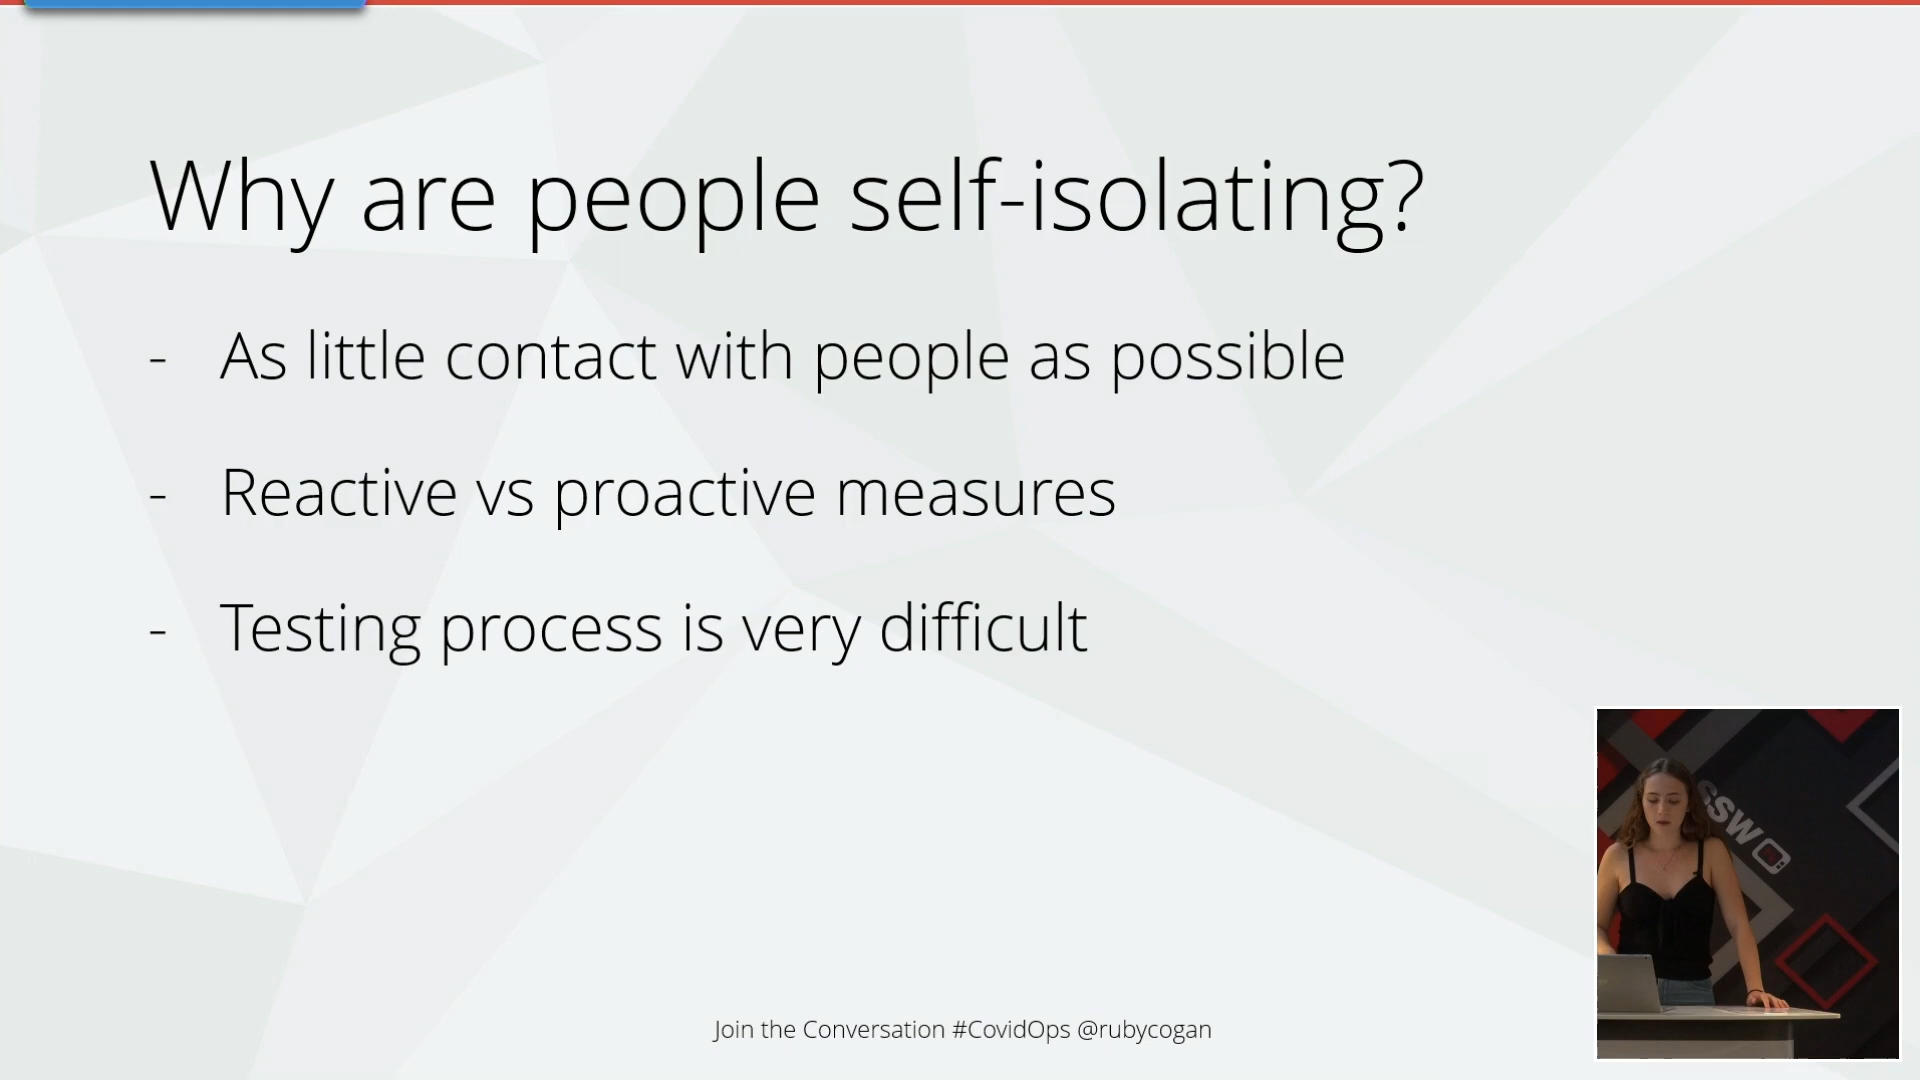 Why are people self-isolating?
- As little contact with people as possible
- Reactive vs proactive measures
- Testing process is very difficult
SSW
Join the Conversation #CovidOps @rubycogan